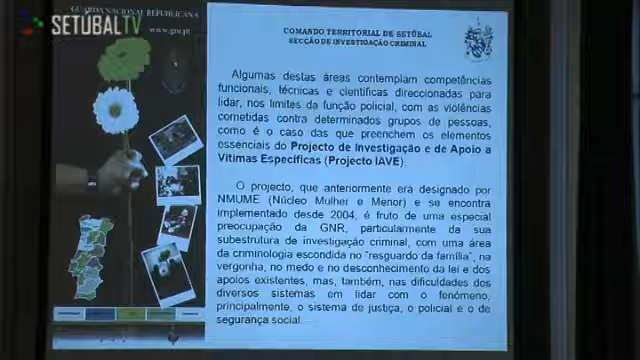 GUARDA NACIONAL REPUBLICANA
SETUBALTV
www.gnr.pt
COMANDO TERRITORIAL DE SETÚBAL
SECÇÃO DE INVESTIGAÇÃO CRIMINAL
Algumas destas áreas contemplam competências
funcionais, técnicas e científicas direccionadas para
lidar, nos limites da função policial, com as violências
cometidas contra determinados grupos de pessoas,
como é o caso das que preenchem os elementos
essenciais do Projecto de Investigação e de Apoio a
Vítimas Específicas (Projecto IAVE).
O projecto, que anteriormente era designado por
NMUME (Núcleo Mulher e Menor) e se encontra
implementado desde 2004, é fruto de uma especial
preocupação da GNR, particularmente da sua
subestrutura de investigação criminal, com uma área
da criminologia escondida no "resguardo da família", na
vergonha, no medo e no desconhecimento da lei e dos
apoios existentes, mas, também, nas dificuldades dos
diversos sistemas em lidar com o fenómeno,
principalmente, o sistema de justiça, o policial e o de
segurança social.